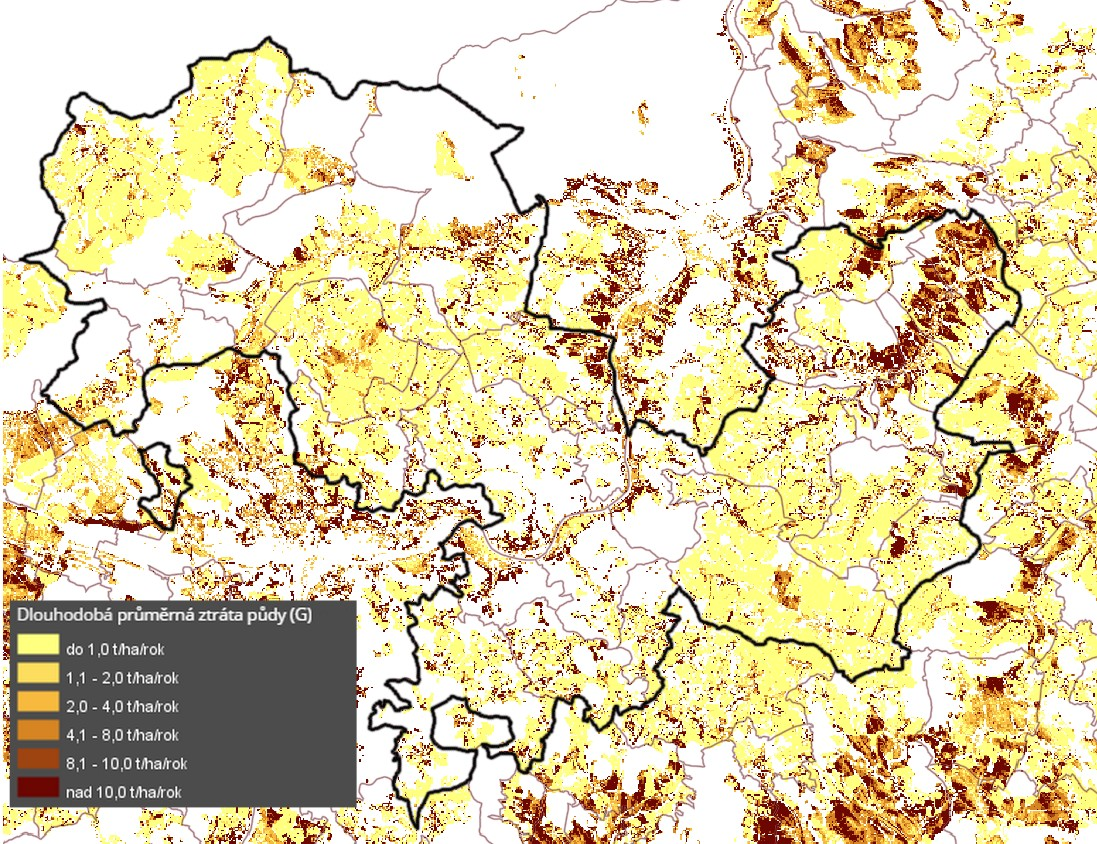 Dlouhodobá průměrná ztráta půdy (G)
do 1,0 t/ha/rok
1,1 - 2,0 t/ha/rok
2,0 - 4,0 t/ha/rok
4,1 - 8,0 t/ha/rok
8,1 - 10,0 t/ha/rok
nad 10,0 t/ha/rok